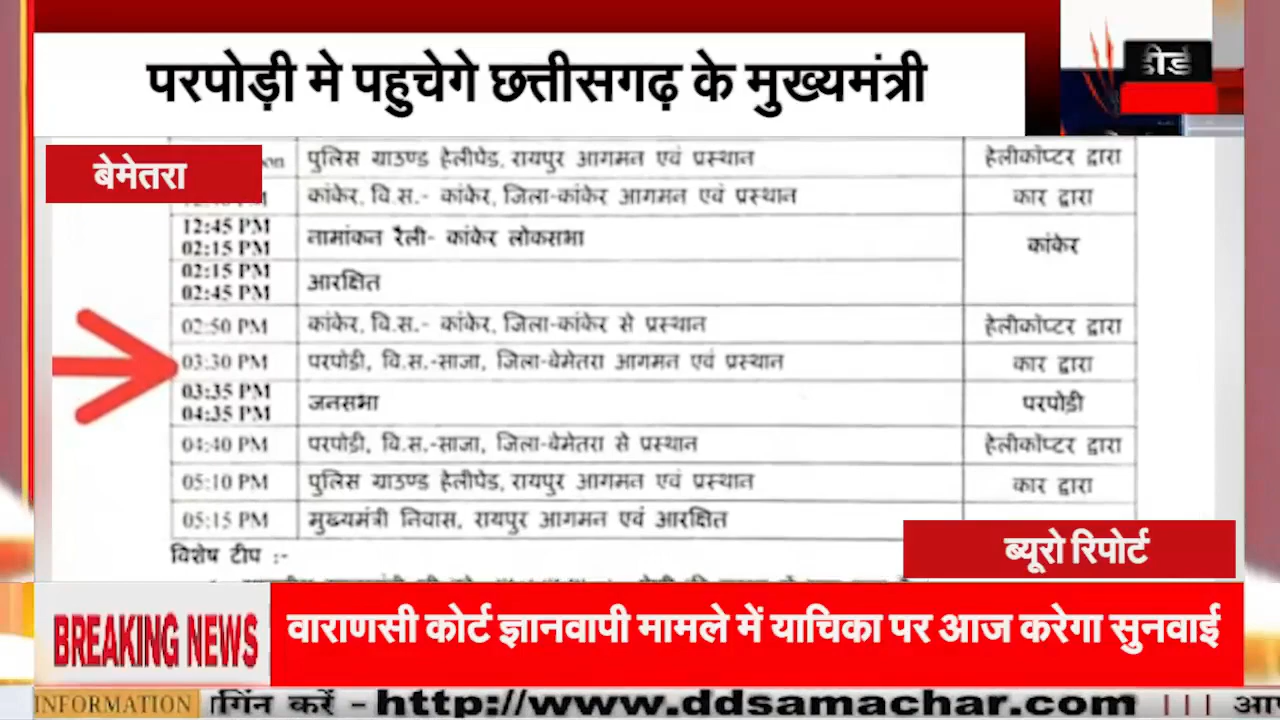 परपोड़ी मे पहुचेगे छत्तीसगढ़ के मुख्यमंत्री
डीडी
बेमेतरा
पुलिस ग्राउण्ड हेलीपेड, रायपुर आगमन एवं प्रस्थान हेलीकॉप्टर द्वारा
कांकेर, वि.स.- कांकेर, जिला-कांकेर आगमन एवं प्रस्थान कार द्वारा
12:45 PM
02:15 PM
नामांकन रैली- कांकेर लोकसभा कांकेर
02:15 PM
02:45 PM
आरक्षित
02:50 PM कांकेर, वि.स.- कांकेर, जिला-कांकेर से प्रस्थान हेलीकॉप्टर द्वारा
03:30 PM परपोडी, वि.स.-साजा, जिला-बेमेतरा आगमन एवं प्रस्थान कार द्वारा
03:35 PM
04:35 PM
जनसभा परपोडी
04:40 PM परपोडी, वि.स.-साजा, जिला-बेमेतरा से प्रस्थान हेलीकॉप्टर द्वारा
05:10 PM पुलिस ग्राउण्ड हेलीपेड, रायपुर आगमन एवं प्रस्थान कार द्वारा
05:15 PM मुख्यमंत्री निवास, रायपुर आगमन एवं आरक्षित
विशेष टीप :-
ब्यूरो रिपोर्ट
BREAKING NEWS
वाराणसी कोर्ट ज्ञानवापी मामले में याचिका पर आज करेगा सुनवाई
INFORMATION
गिंन करें - http://www.ddsamachar.com ||| आ